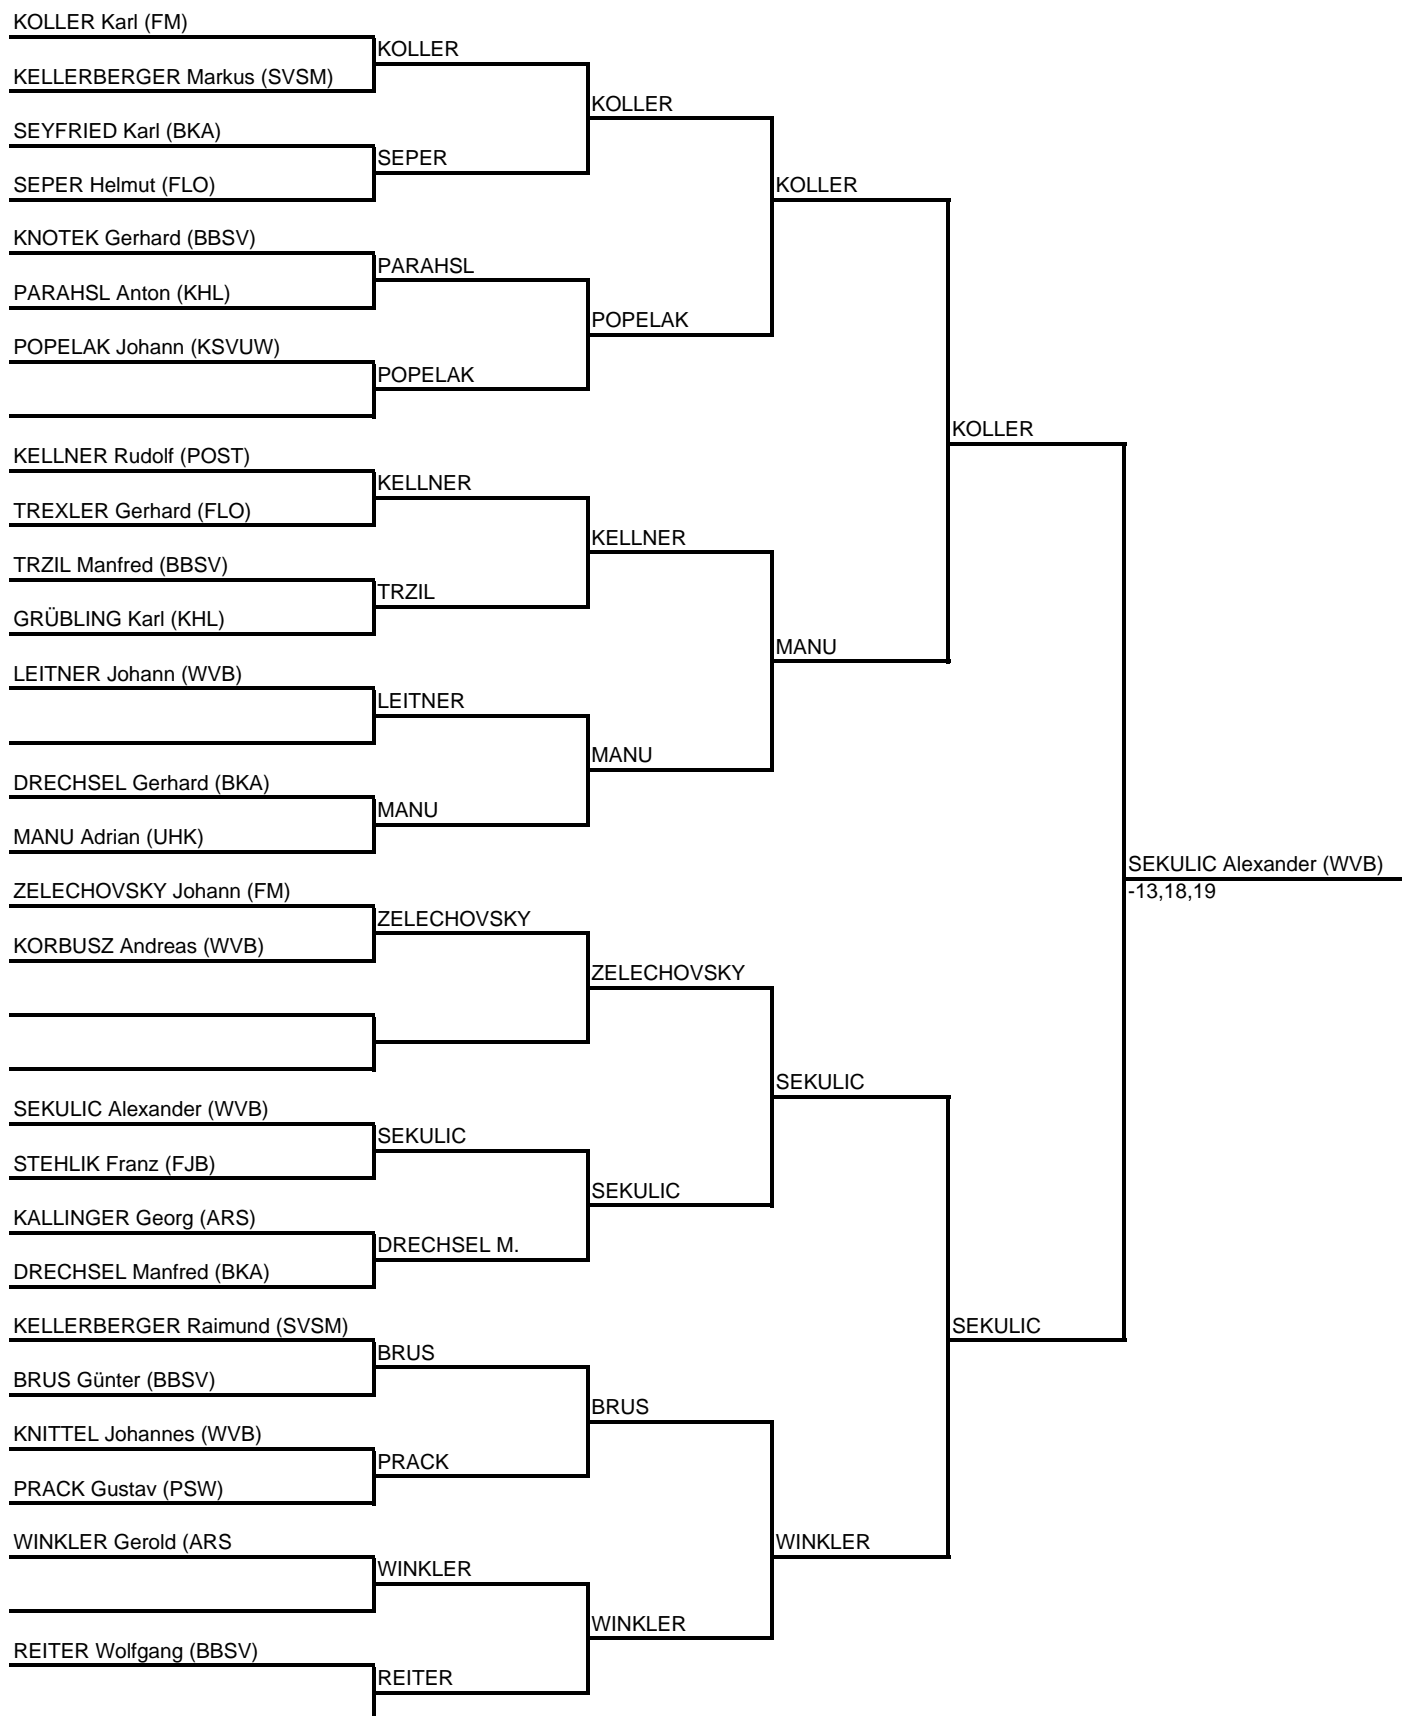 KOLLER Karl (FM)
KOLLER
KELLERBERGER Markus (SVSM)
KOLLER
SEYFRIED Karl (BKA)
SEPER
SEPER Helmut (FLO)
KOLLER
KNOTEK Gerhard (BBSV)
PARAHSL
PARAHSL Anton (KHL)
POPELAK
POPELAK Johann (KSVUW)
POPELAK
KOLLER
KELLNER Rudolf (POST)
KELLNER
TREXLER Gerhard (FLO)
KELLNER
TRZIL Manfred (BBSV)
TRZIL
GRÜBLING Karl (KHL)
MANU
LEITNER Johann (WVB)
LEITNER
MANU
DRECHSEL Gerhard (BKA)
MANU
MANU Adrian (UHK)
SEKULIC Alexander (WVB)
ZELECHOVSKY Johann (FM)
-13,18,19
ZELECHOVSKY
KORBUSZ Andreas (WVB)
ZELECHOVSKY
SEKULIC
SEKULIC Alexander (WVB)
SEKULIC
STEHLIK Franz (FJB)
SEKULIC
KALLINGER Georg (ARS)
DRECHSEL M.
DRECHSEL Manfred (BKA)
KELLERBERGER Raimund (SVSM)
SEKULIC
BRUS
BRUS Günter (BBSV)
BRUS
KNITTEL Johannes (WVB)
PRACK
PRACK Gustav (PSW)
WINKLER Gerold (ARS
WINKLER
WINKLER
WINKLER
REITER Wolfgang (BBSV)
REITER